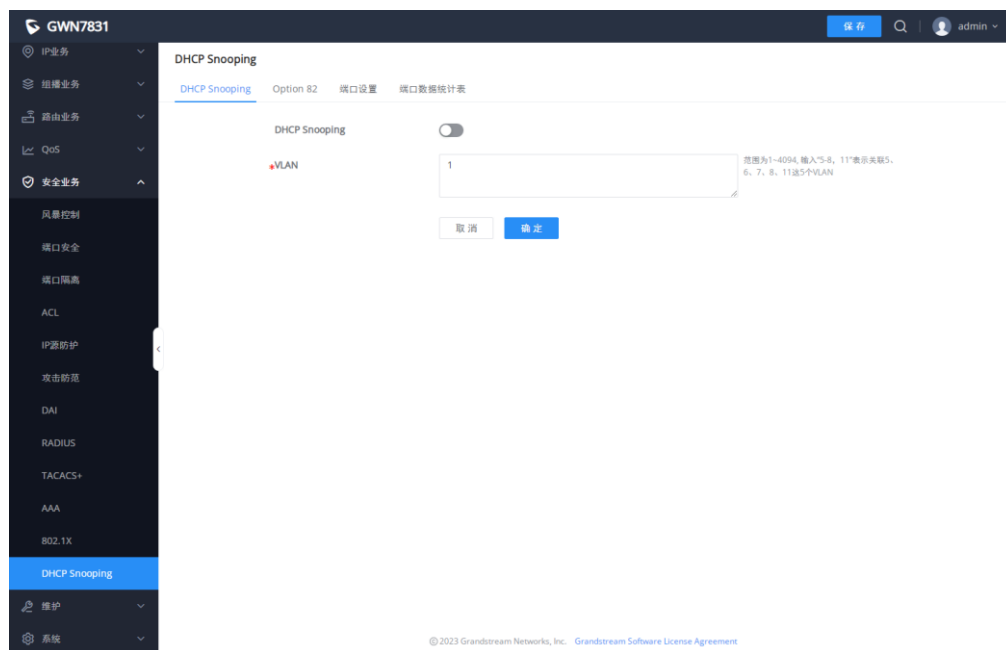 GWN7831
保存
admin
IP业务
组播业务
路由业务
QoS
安全业务
风暴控制
端口安全
端口隔离
ACL
IP源防护
攻击防范
DAI
RADIUS
TACACS+
AAA
802.1X
DHCP Snooping
维护
系统
DHCP Snooping
DHCP Snooping Option 82 端口设置 端口数据统计表
DHCP Snooping
*VLAN
1
范围为1~4094, 输入"5-8，11"表示关联5、
6、7、8、11这5个VLAN
取消 确定
©2023 Grandstream Networks, Inc. Grandstream Software License Agreement